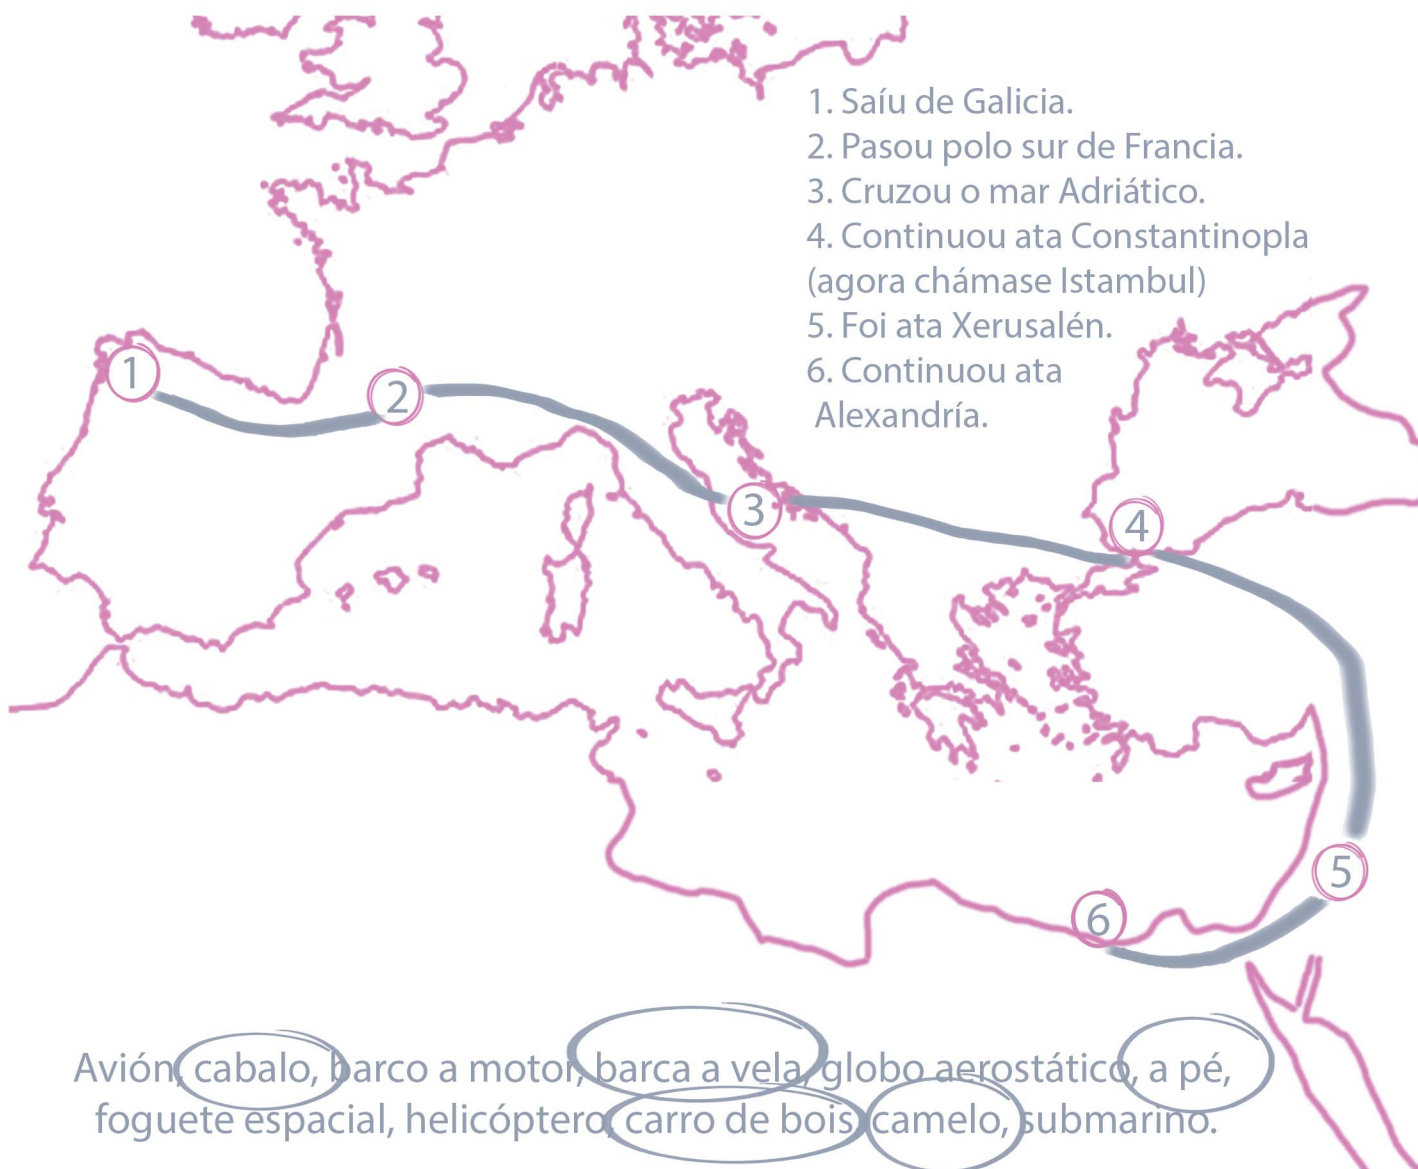 1. Saíu de Galicia.
2. Pasou polo sur de Francia.
3. Cruzou o mar Adriático.
4. Continuou ata Constantinopla
(agora chámase Istambul)
5. Foi ata Xerusalén.
6. Continuou ata
Alexandría.
1
2
3
4
5
6
Avión, cabalo, barco a motor, barca a vela, globo aerostático, a pé,
foguete espacial, helicóptero, carro de bois, camelo, submarino.